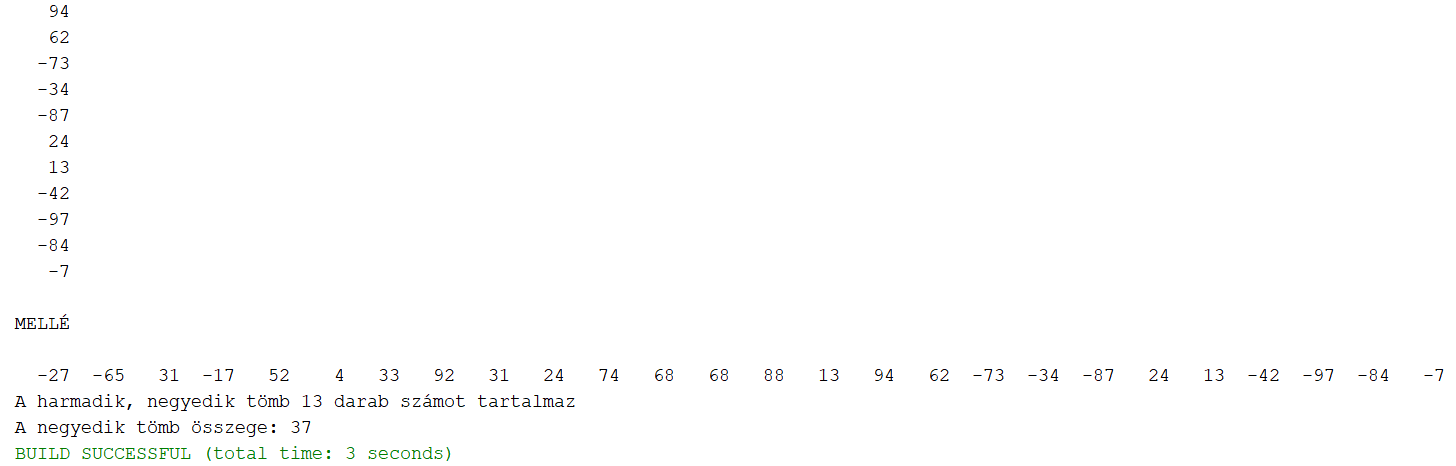 94
62
-73
-34
-87
24
13
-42
-97
-84
-7
MELLÉ
-27 -65 31 -17 52 4 33 92 31 24 74 68 68 88 13 94 62 -73 -34 -87 24 13 -42 -97 -84 -7
A harmadik, negyedik tömb 13 darab számot tartalmaz
A negyedik tömb összege: 37
BUILD SUCCESSFUL (total time: 3 seconds)